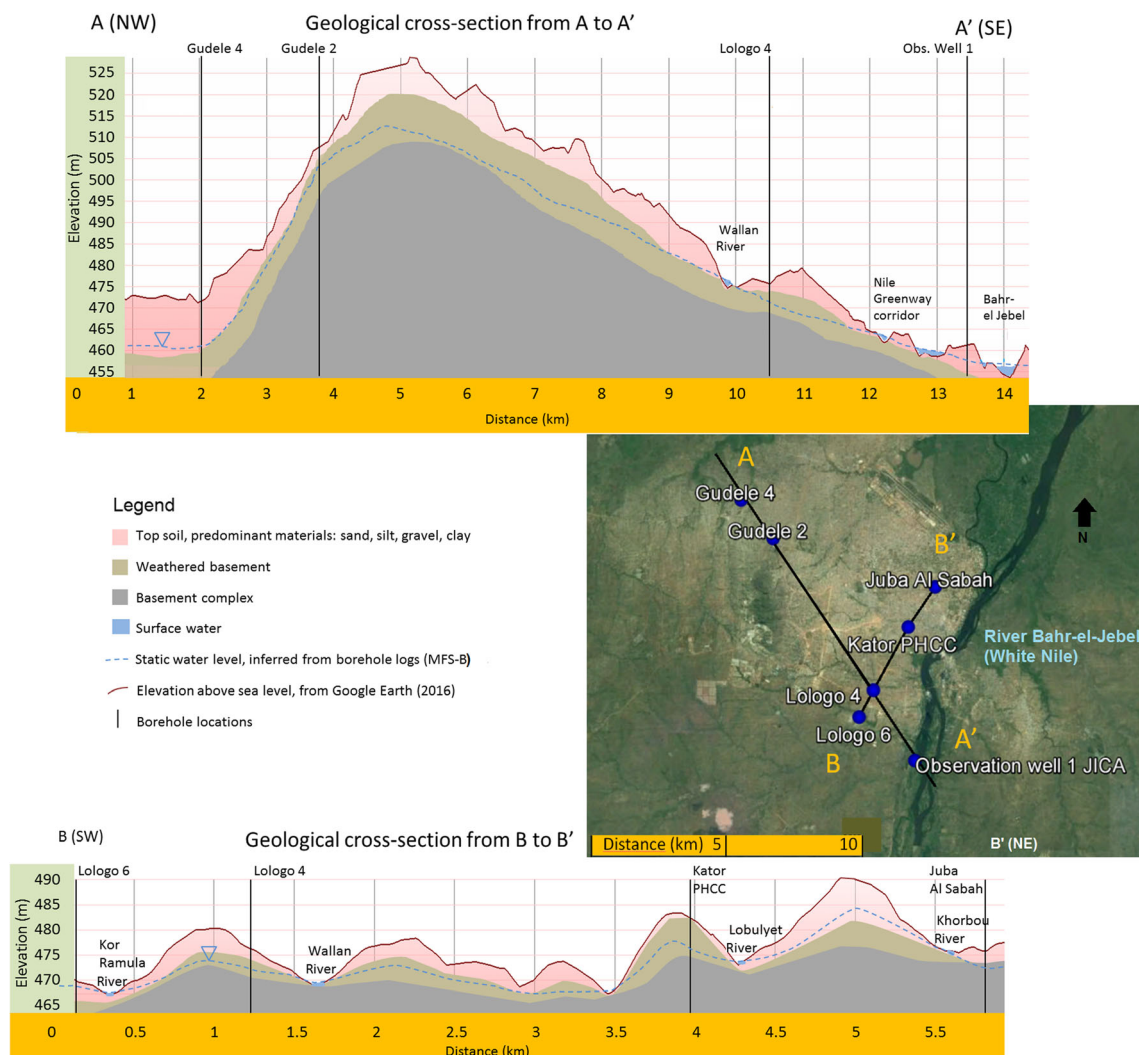 A (NW)
Geological cross-section from A to A’
A’ (SE)
Gudele 4
Gudele 2
Lologo 4
Obs. Well 1
525
520
515
510
505
500
495
490
485
480
475
470
465
460
455
Elevation (m)
Wallan
River
Nile
Greenway
corridor
Bahr-
el Jebel
0 1 2 3 4 5 6 7 8 9 10 11 12 13 14
Distance (km)
Legend
Top soil, predominant materials: sand, silt, gravel, clay
Weathered basement
Basement complex
Surface water
Static water level, inferred from borehole logs (MFS-B)
Elevation above sea level, from Google Earth (2016)
Borehole locations
A
Gudele 4
Gudele 2
N
B’
Juba Al Sabah
Kator PHCC
River Bahr-el-Jebel
(White Nile)
Lologo 4
Lologo 6
B
A’
Observation well 1 JICA
Distance (km) 5 10
B' (NE)
B (SW)
Geological cross-section from B to B’
Lologo 6
Lologo 4
Kator
PHCC
Juba
Al Sabah
490
485
480
475
470
465
Elevation (m)
Kor
Ramula
River
Wallan
River
Lobulyet
River
Khorbou
River
0 0.5 1 1.5 2 2.5 3 3.5 4 4.5 5 5.5
Distance (km)